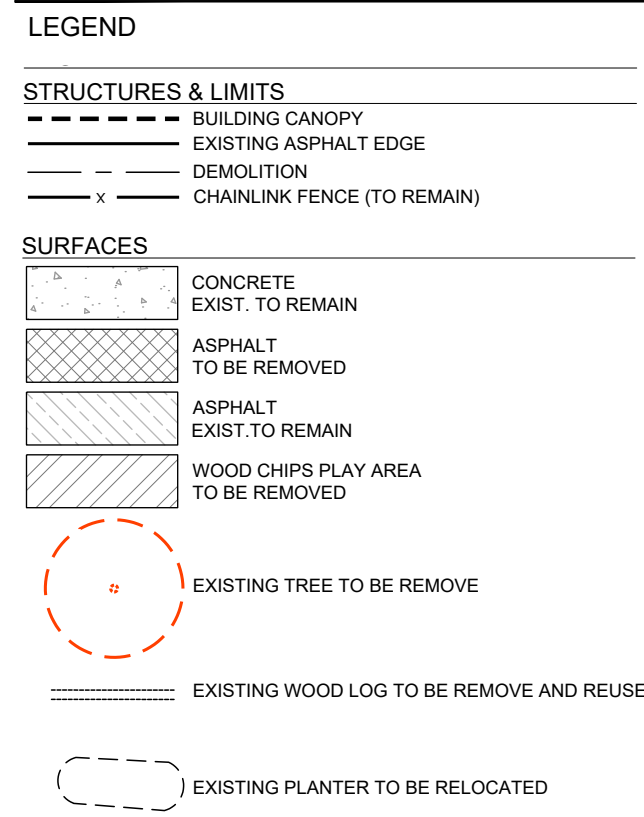 LEGEND
STRUCTURES & LIMITS
BUILDING CANOPY
EXISTING ASPHALT EDGE
DEMOLITION
X CHAINLINK FENCE (TO REMAIN)
SURFACES
CONCRETE
EXIST. TO REMAIN
ASPHALT
TO BE REMOVED
ASPHALT
EXIST.TO REMAIN
WOOD CHIPS PLAY AREA
TO BE REMOVED
EXISTING TREE TO BE REMOVE
EXISTING WOOD LOG TO BE REMOVE AND REUSE
EXISTING PLANTER TO BE RELOCATED